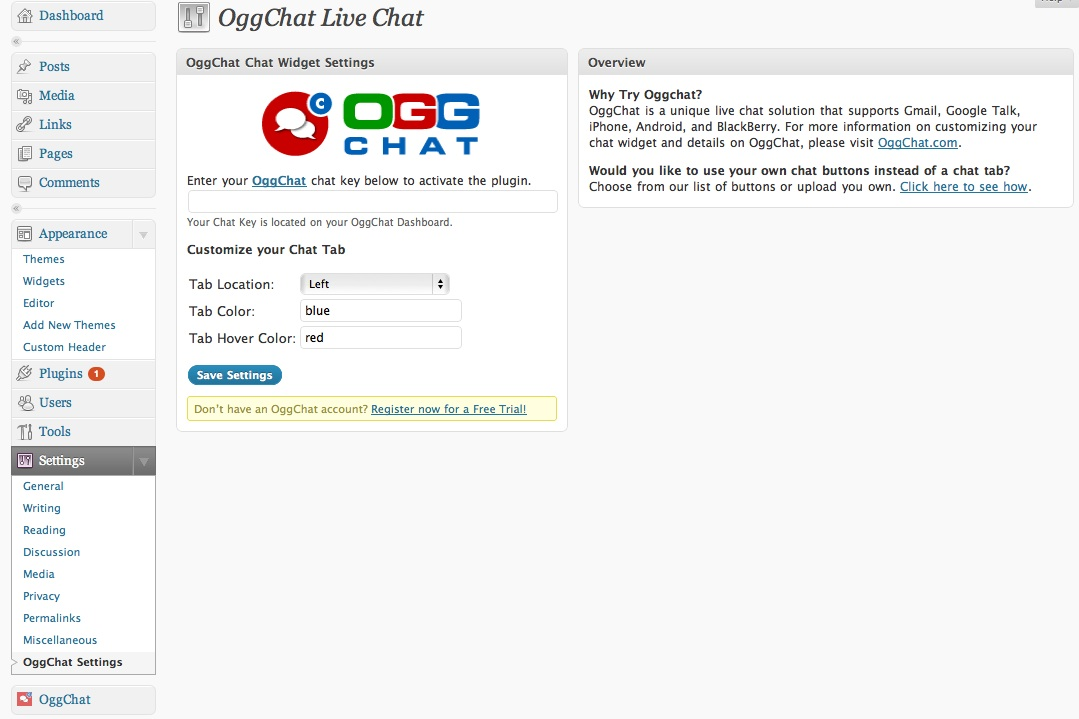 Dashboard
Posts
Media
Links
Pages
Comments
Appearance
Themes
Widgets
Editor
Add New Themes
Custom Header
Plugins 1
Users
Tools
Settings
General
Writing
Reading
Discussion
Media
Privacy
Permalinks
Miscellaneous
OggChat Settings
OggChat
OggChat Live Chat
OggChat Chat Widget Settings
C
OGG
CHAT
Enter your OggChat chat key below to activate the plugin.
Your Chat Key is located on your OggChat Dashboard.
Customize your Chat Tab
Tab Location: Left
Tab Color: blue
Tab Hover Color: red
Save Settings
Don't have an OggChat account? Register now for a Free Trial!
Overview
Why Try Oggchat?
OggChat is a unique live chat solution that supports Gmail, Google Talk,
iPhone, Android, and BlackBerry. For more information on customizing your
chat widget and details on OggChat, please visit OggChat.com.
Would you like to use your own chat buttons instead of a chat tab?
Choose from our list of buttons or upload you own. Click here to see how.